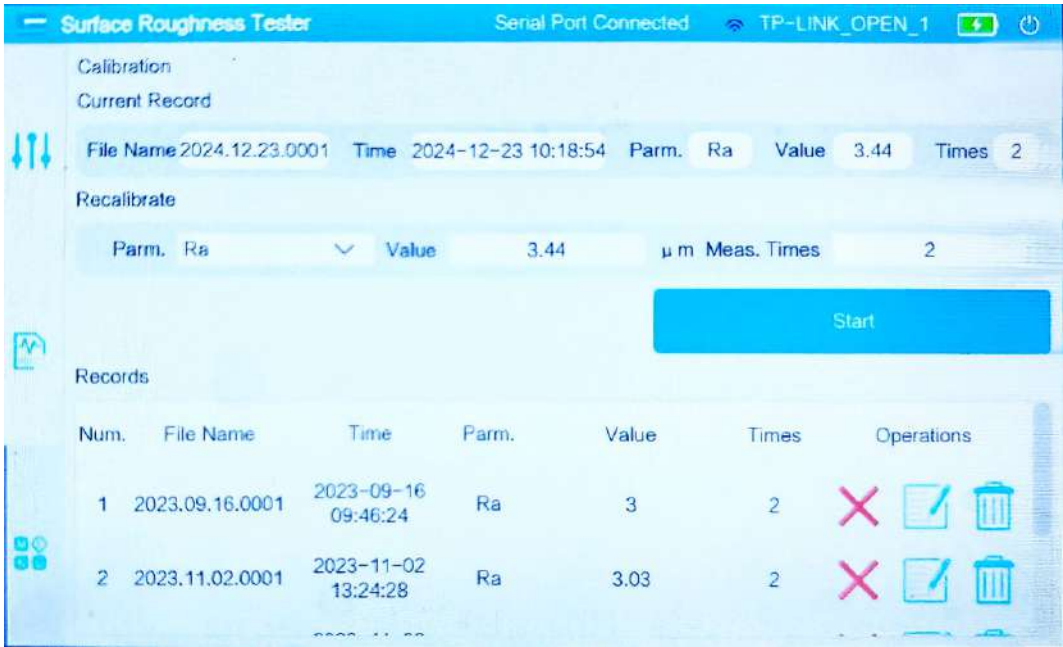 Surface Roughness Tester Serial Port Connected TP-LINK_OPEN_1
Calibration
Current Record
File Name 2024.12.23.0001 Time 2024-12-23 10:18:54 Parm. Ra Value 3.44 Times 2
Recalibrate
Parm. Ra Value 3.44 μm Meas. Times 2
Start
Records
Num. File Name Time Parm. Value Times Operations
1 2023.09.16.0001 2023-09-16 09:46:24 Ra 3 2
2 2023.11.02.0001 2023-11-02 13:24:28 Ra 3.03 2